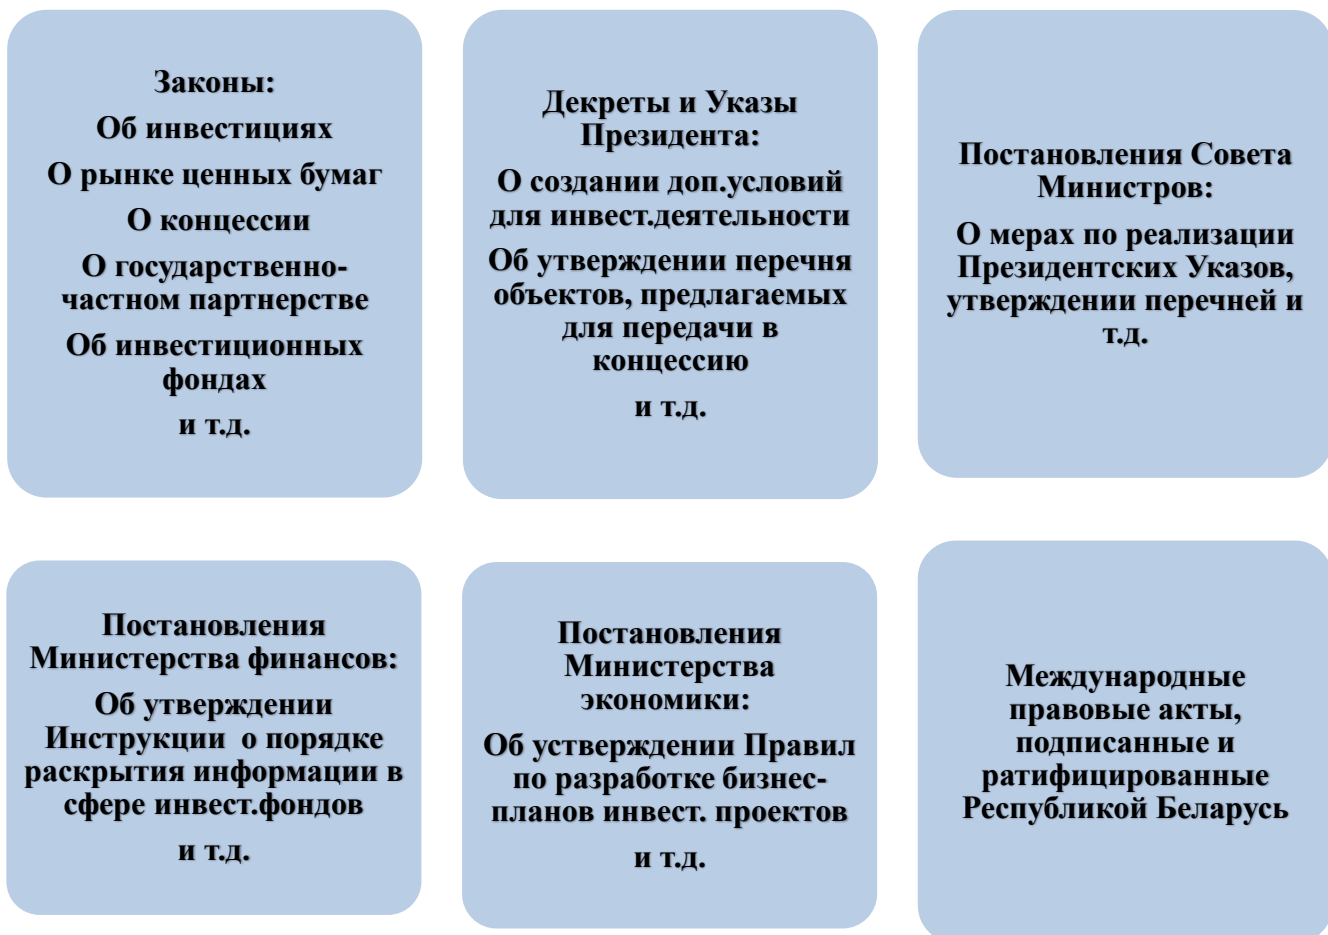 Законы:
Об инвестициях
О рынке ценных бумаг
О концессии
О государственно-
частном партнерстве
Об инвестиционных
фондах
и т.д.
Декреты и Указы
Президента:
О создании доп.условий
для инвест.деятельности
Об утверждении перечня
объектов, предлагаемых
для передачи в
концессию
и т.д.
Постановления Совета
Министров:
О мерах по реализации
Президентских Указов,
утверждении перечней и
т.д.
Постановления
Министерства финансов:
Об утверждении
Инструкции о порядке
раскрытия информации в
сфере инвест.фондов
и т.д.
Постановления
Министерства
экономики:
Об устверждении Правил
по разработке бизнес-
планов инвест. проектов
и т.д.
Международные
правовые акты,
подписанные и
ратифицированные
Республикой Беларусь